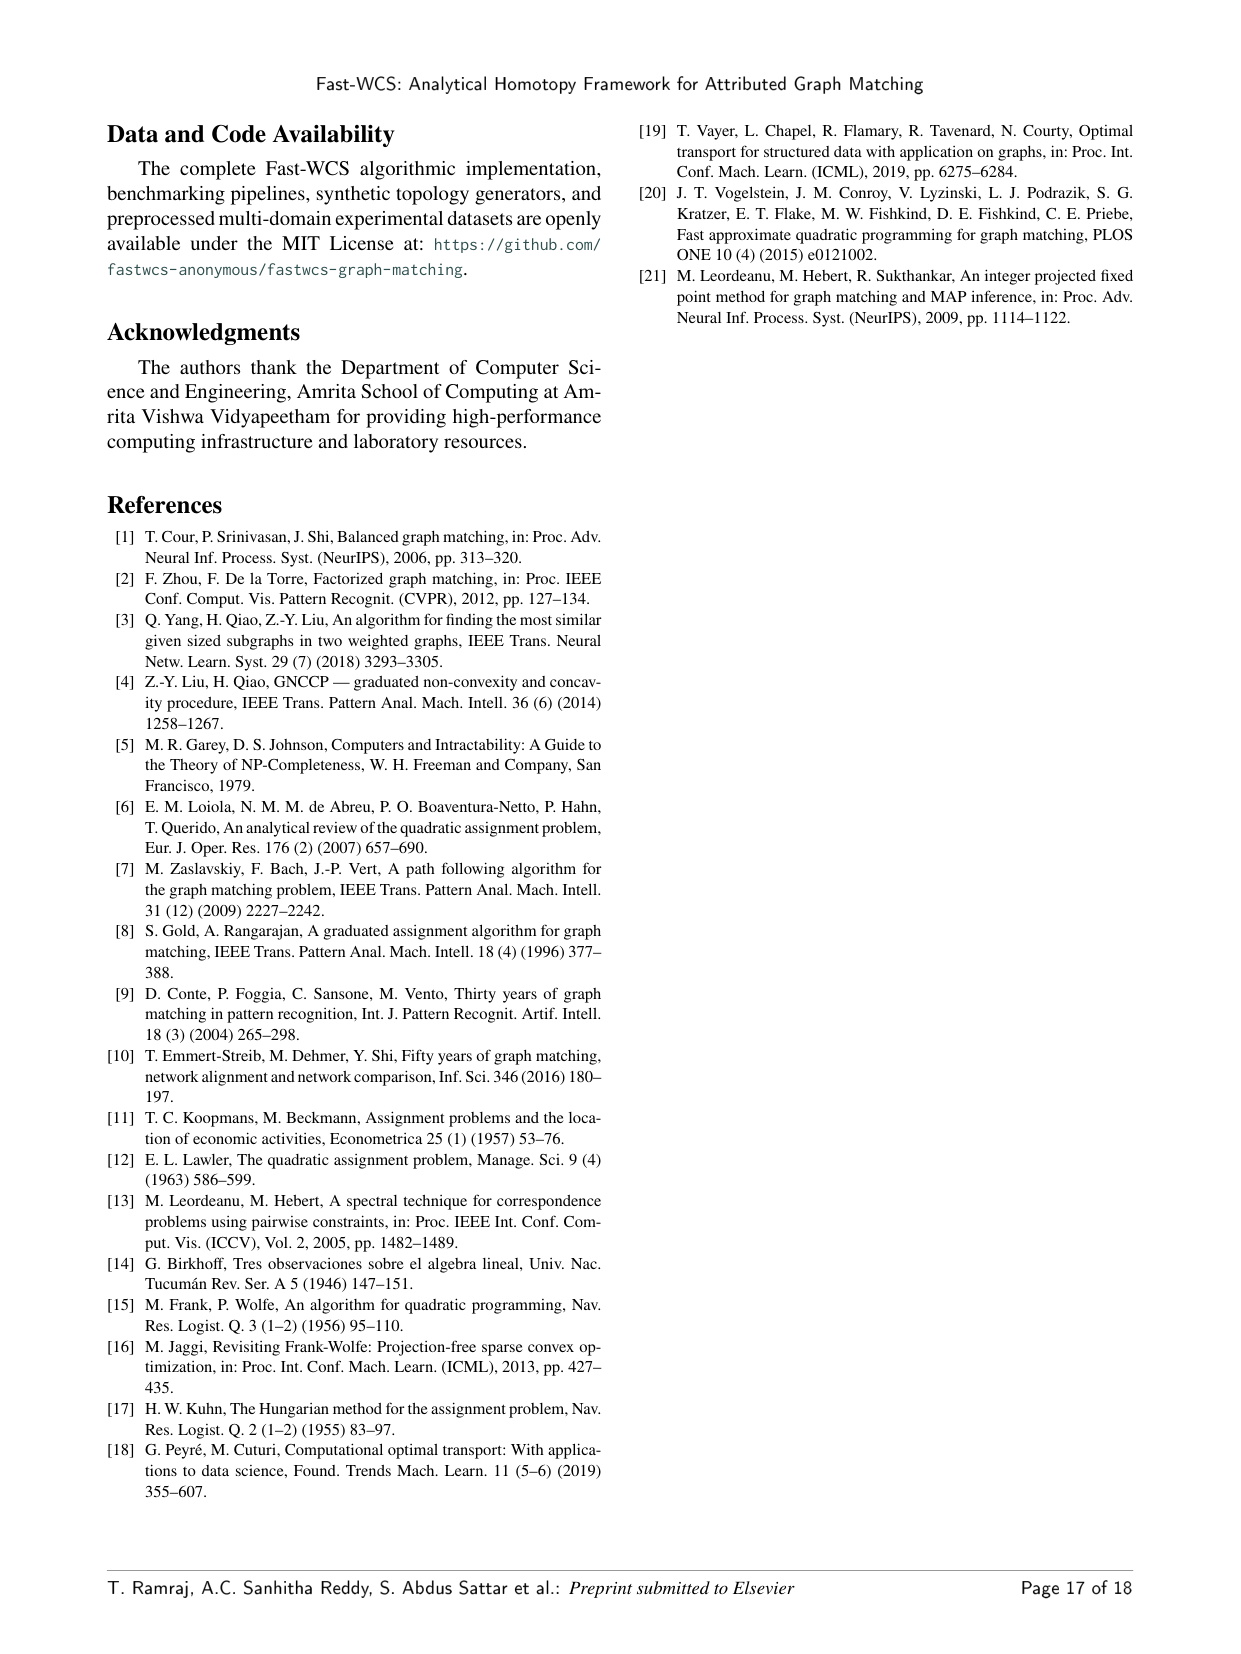 Fast-WCS: Analytical Homotopy Framework for Attributed Graph Matching
Data and Code Availability
The complete Fast-WCS algorithmic implementation,
benchmarking pipelines, synthetic topology generators, and
preprocessed multi-domain experimental datasets are openly
available under the MIT License at: https://github.com/
fastwcs-anonymous/fastwcs-graph-matching.
Acknowledgments
The authors thank the Department of Computer Sci-
ence and Engineering, Amrita School of Computing at Am-
rita Vishwa Vidyapeetham for providing high-performance
computing infrastructure and laboratory resources.
References
[1] T. Cour, P. Srinivasan, J. Shi, Balanced graph matching, in: Proc. Adv.
Neural Inf. Process. Syst. (NeurIPS), 2006, pp. 313–320.
[2] F. Zhou, F. De la Torre, Factorized graph matching, in: Proc. IEEE
Conf. Comput. Vis. Pattern Recognit. (CVPR), 2012, pp. 127–134.
[3] Q. Yang, H. Qiao, Z.-Y. Liu, An algorithm for finding the most similar
given sized subgraphs in two weighted graphs, IEEE Trans. Neural
Netw. Learn. Syst. 29 (7) (2018) 3293–3305.
[4] Z.-Y. Liu, H. Qiao, GNCCP — graduated non-convexity and concav-
ity procedure, IEEE Trans. Pattern Anal. Mach. Intell. 36 (6) (2014)
1258–1267.
[5] M. R. Garey, D. S. Johnson, Computers and Intractability: A Guide to
the Theory of NP-Completeness, W. H. Freeman and Company, San
Francisco, 1979.
[6] E. M. Loiola, N. M. M. de Abreu, P. O. Boaventura-Netto, P. Hahn,
T. Querido, An analytical review of the quadratic assignment problem,
Eur. J. Oper. Res. 176 (2) (2007) 657–690.
[7] M. Zaslavskiy, F. Bach, J.-P. Vert, A path following algorithm for
the graph matching problem, IEEE Trans. Pattern Anal. Mach. Intell.
31 (12) (2009) 2227–2242.
[8] S. Gold, A. Rangarajan, A graduated assignment algorithm for graph
matching, IEEE Trans. Pattern Anal. Mach. Intell. 18 (4) (1996) 377–
388.
[9] D. Conte, P. Foggia, C. Sansone, M. Vento, Thirty years of graph
matching in pattern recognition, Int. J. Pattern Recognit. Artif. Intell.
18 (3) (2004) 265–298.
[10] T. Emmert-Streib, M. Dehmer, Y. Shi, Fifty years of graph matching,
network alignment and network comparison, Inf. Sci. 346 (2016) 180–
197.
[11] T. C. Koopmans, M. Beckmann, Assignment problems and the loca-
tion of economic activities, Econometrica 25 (1) (1957) 53–76.
[12] E. L. Lawler, The quadratic assignment problem, Manage. Sci. 9 (4)
(1963) 586–599.
[13] M. Leordeanu, M. Hebert, A spectral technique for correspondence
problems using pairwise constraints, in: Proc. IEEE Int. Conf. Com-
put. Vis. (ICCV), Vol. 2, 2005, pp. 1482–1489.
[14] G. Birkhoff, Tres observaciones sobre el algebra lineal, Univ. Nac.
Tucumán Rev. Ser. A 5 (1946) 147–151.
[15] M. Frank, P. Wolfe, An algorithm for quadratic programming, Nav.
Res. Logist. Q. 3 (1–2) (1956) 95–110.
[16] M. Jaggi, Revisiting Frank-Wolfe: Projection-free sparse convex op-
timization, in: Proc. Int. Conf. Mach. Learn. (ICML), 2013, pp. 427–
435.
[17] H. W. Kuhn, The Hungarian method for the assignment problem, Nav.
Res. Logist. Q. 2 (1–2) (1955) 83–97.
[18] G. Peyré, M. Cuturi, Computational optimal transport: With applica-
tions to data science, Found. Trends Mach. Learn. 11 (5–6) (2019)
355–607.
[19] T. Vayer, L. Chapel, R. Flamary, R. Tavenard, N. Courty, Optimal
transport for structured data with application on graphs, in: Proc. Int.
Conf. Mach. Learn. (ICML), 2019, pp. 6275–6284.
[20] J. T. Vogelstein, J. M. Conroy, V. Lyzinski, L. J. Podrazik, S. G.
Kratzer, E. T. Flake, M. W. Fishkind, D. E. Fishkind, C. E. Priebe,
Fast approximate quadratic programming for graph matching, PLOS
ONE 10 (4) (2015) e0121002.
[21] M. Leordeanu, M. Hebert, R. Sukthankar, An integer projected fixed
point method for graph matching and MAP inference, in: Proc. Adv.
Neural Inf. Process. Syst. (NeurIPS), 2009, pp. 1114–1122.
T. Ramraj, A.C. Sanhitha Reddy, S. Abdus Sattar et al.: Preprint submitted to Elsevier Page 17 of 18